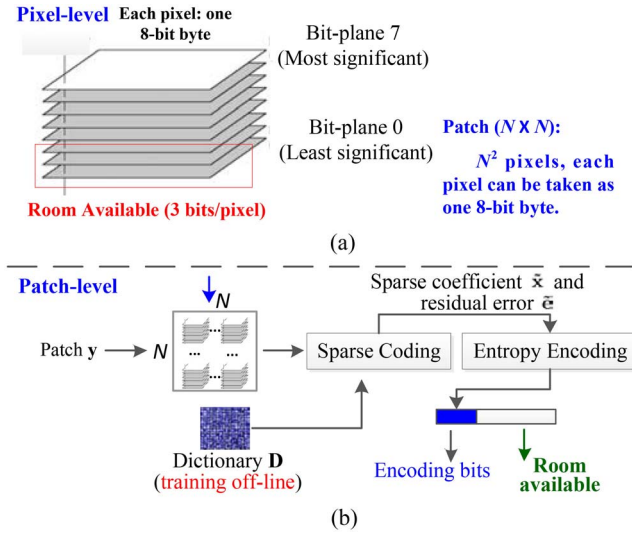 Pixel-level
Each pixel: one
8-bit byte
Bit-plane 7
(Most significant)
Bit-plane 0
(Least significant)
Room Available (3 bits/pixel)
Patch (N X N):
N² pixels, each
pixel can be taken as
one 8-bit byte.
(a)
Patch-level
N
Sparse coefficient x̃ and
residual error ẽ
Patch y
N
... ...
... ...
... ...
Sparse Coding
Entropy Encoding
Dictionary D
(training off-line)
Encoding bits
Room
available
(b)